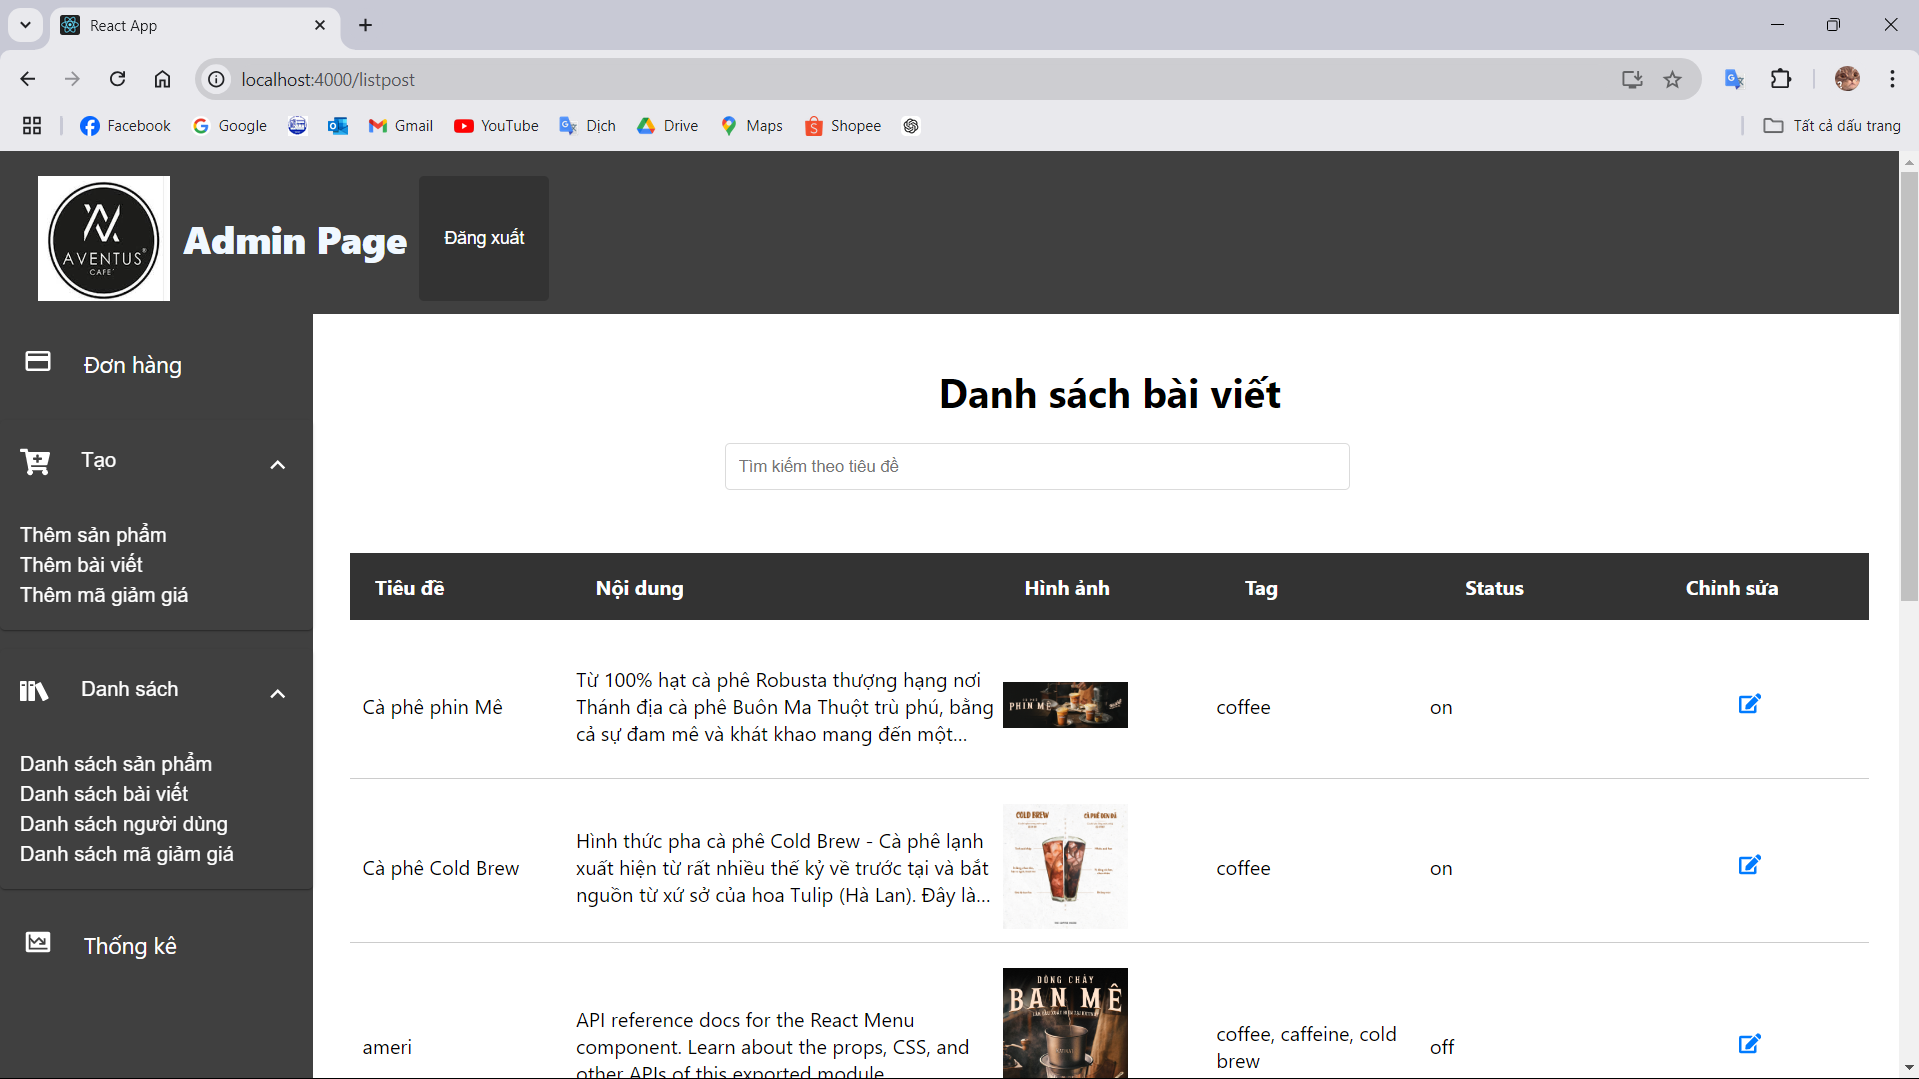 React App
localhost:4000/listpost
Facebook
Google
Gmail
YouTube
Dịch
Drive
Maps
Shopee
Tất cả dấu trang
AVENTUS
CAFE
Admin Page
Đăng xuất
Đơn hàng
Tạo
Thêm sản phẩm
Thêm bài viết
Thêm mã giảm giá
Danh sách
Danh sách sản phẩm
Danh sách bài viết
Danh sách người dùng
Danh sách mã giảm giá
Thống kê
Danh sách bài viết
Tìm kiếm theo tiêu đề
Tiêu đề Nội dung Hình ảnh Tag Status Chỉnh sửa
Cà phê phin Mê
Từ 100% hạt cà phê Robusta thượng hạng nơi
Thánh địa cà phê Buôn Ma Thuột trù phú, bằng
cả sự đam mê và khát khao mang đến một...
PHIN MÊ
coffee
on
Cà phê Cold Brew
Hình thức pha cà phê Cold Brew - Cà phê lạnh
xuất hiện từ rất nhiều thế kỷ về trước tại và bắt
nguồn từ xứ sở của hoa Tulip (Hà Lan). Đây là...
COLD BREW
CÀ PHÊ ĐEN ĐÁ
coffee
on
ameri
API reference docs for the React Menu
component. Learn about the props, CSS, and
other APIs of this exported module.
DÒNG CHẢY
BAN MÊ
coffee, caffeine, cold
brew
off